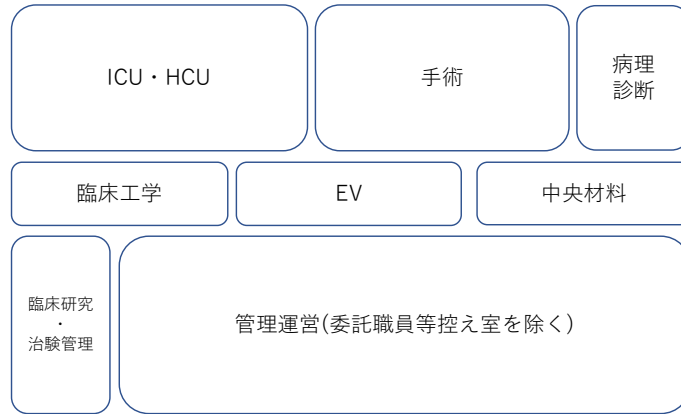 ICU・HCU
手術
病理
診断
臨床工学
EV
中央材料
臨床研究
・
治験管理
管理運営(委託職員等控え室を除く)